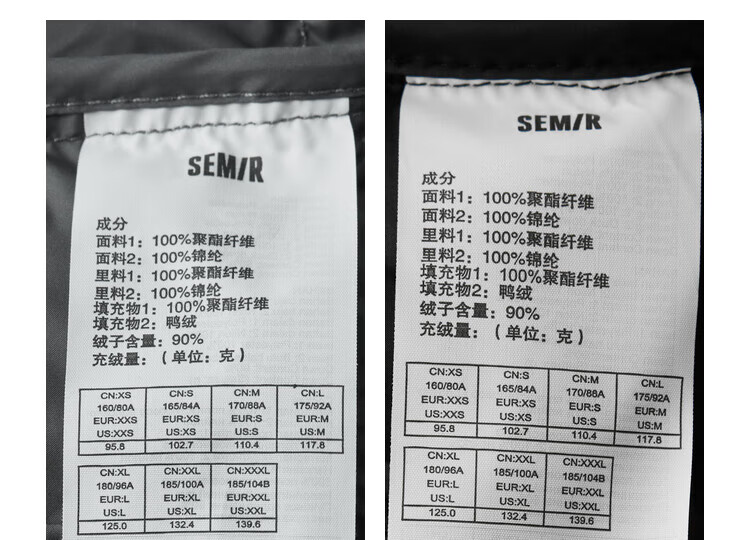 SEMIR
成分
面料1：100%聚酯纤维
面料2：100%锦纶
里料1：100%聚酯纤维
里料2：100%锦纶
填充物1：100%聚酯纤维
填充物2：鸭绒
绒子含量：90%
充绒量：（单位：克）
CN:XS CN:S CN:M CN:L
160/80A 165/84A 170/88A 175/92A
EUR:XXS EUR:XS EUR:S EUR:M
US:XXS US:XS US:S US:M
95.8 102.7 110.4 117.8
CN:XL CN:XXL CN:XXXL
180/96A 185/100A 185/104B
EUR:L EUR:XL EUR:XXL
US:L US:XL US:XXL
125.0 132.4 139.6
SEMIR
成分
面料1：100%聚酯纤维
面料2：100%锦纶
里料1：100%聚酯纤维
里料2：100%锦纶
填充物1：100%聚酯纤维
填充物2：鸭绒
绒子含量：90%
充绒量：（单位：克）
CN:XS CN:S CN:M CN:L
160/80A 165/84A 170/88A 175/92A
EUR:XXS EUR:XS EUR:S EUR:M
US:XXS US:XS US:S US:M
95.8 102.7 110.4 117.8
CN:XL CN:XXL CN:XXXL
180/96A 185/100A 185/104B
EUR:L EUR:XL EUR:XXL
US:L US:XL US:XXL
125.0 132.4 139.6